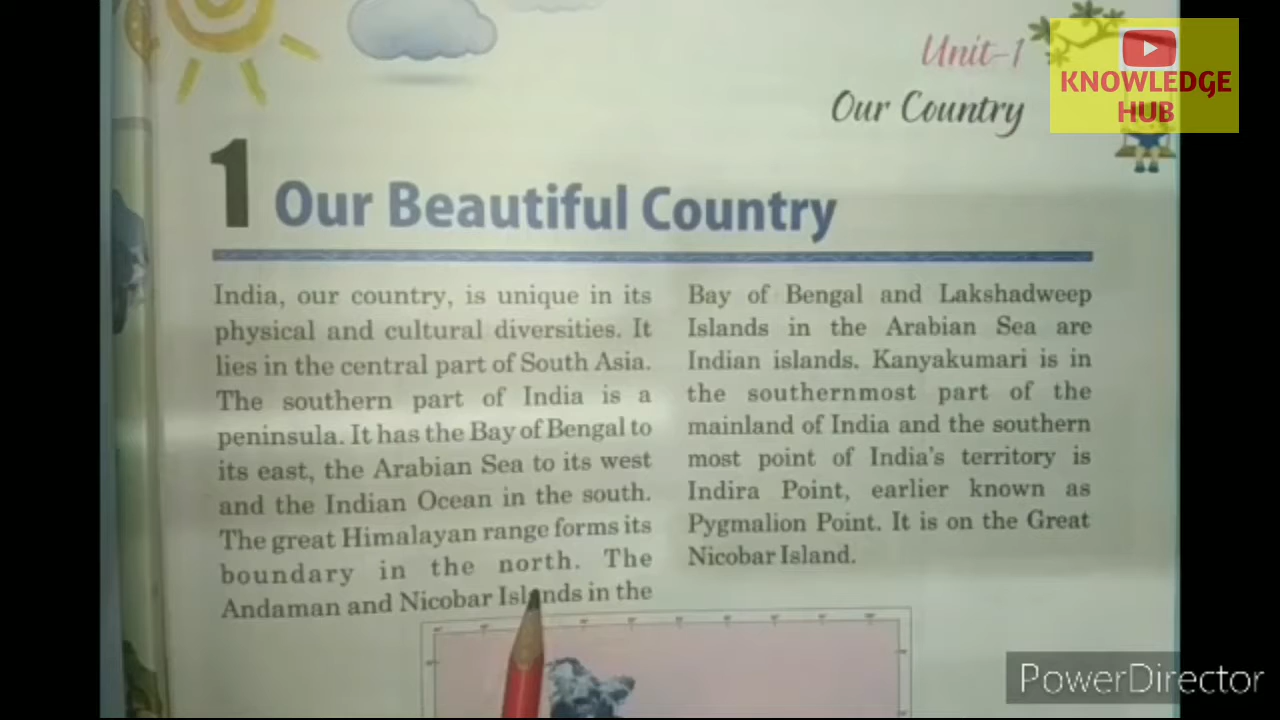 Unit-1
Our Country
KNOWLEDGE
HUB
1 Our Beautiful Country
India, our country, is unique in its
physical and cultural diversities. It
lies in the central part of South Asia.
The southern part of India is a
peninsula. It has the Bay of Bengal to
its east, the Arabian Sea to its west
and the Indian Ocean in the south.
The great Himalayan range forms its
boundary in the north. The
Andaman and Nicobar Islands in the
Bay of Bengal and Lakshadweep
Islands in the Arabian Sea are
Indian islands. Kanyakumari is in
the southernmost part of the
mainland of India and the southern
most point of India's territory is
Indira Point, earlier known as
Pygmalion Point. It is on the Great
Nicobar Island.
PowerDirector